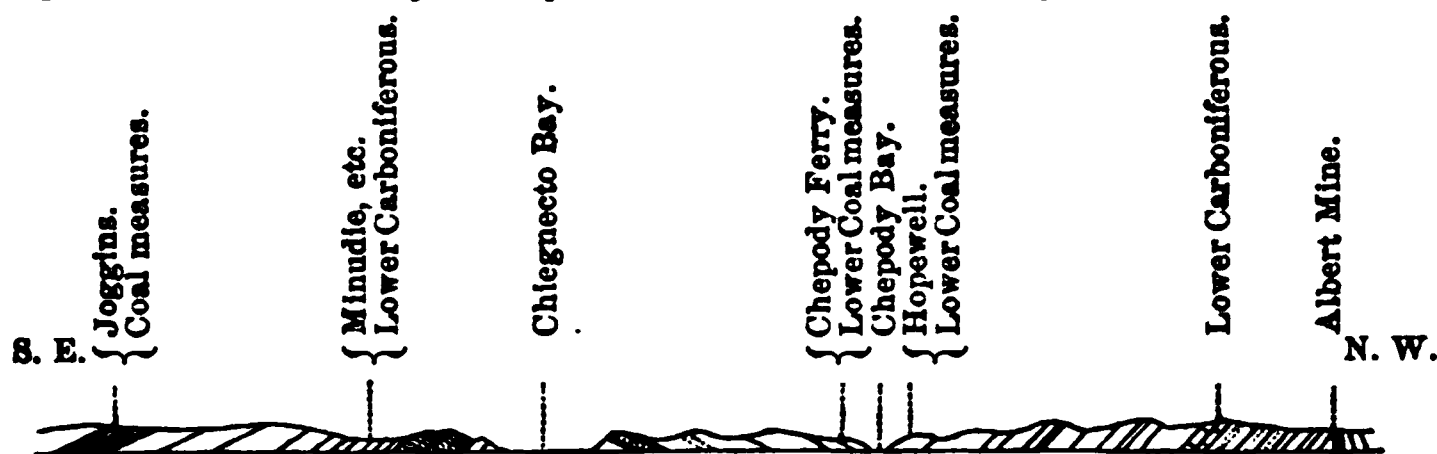 S. E.
Joggins.
Coal measures.
Minudie, etc.
Lower Carboniferous.
Chiegnecto Bay.
Chepody Ferry.
Lower Coal measures.
Chepody Bay.
Hopewell.
Lower Coal measures.
Lower Carboniferous.
Albert Mine.
N. W.